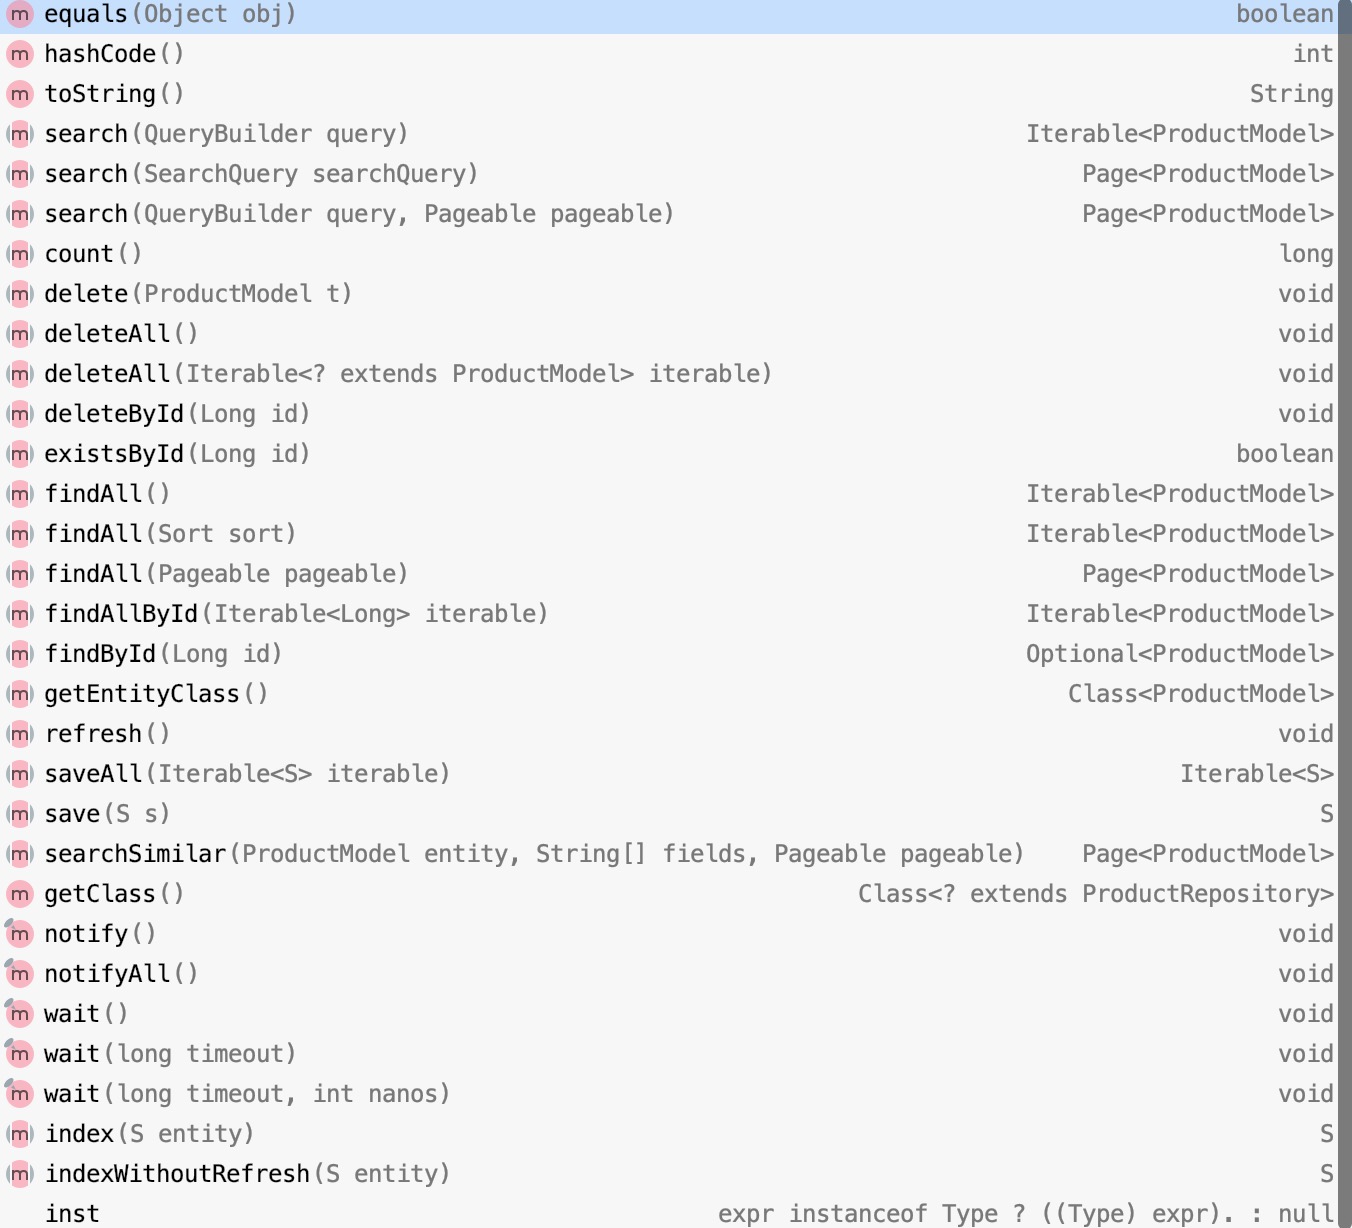 m equals(Object obj) boolean
m hashCode() int
m toString() String
m search(QueryBuilder query) Iterable<ProductModel>
m search(SearchQuery searchQuery) Page<ProductModel>
m search(QueryBuilder query, Pageable pageable) Page<ProductModel>
m count() long
m delete(ProductModel t) void
m deleteAll() void
m deleteAll(Iterable<? extends ProductModel> iterable) void
m deleteById(Long id) void
m existsById(Long id) boolean
m findAll() Iterable<ProductModel>
m findAll(Sort sort) Iterable<ProductModel>
m findAll(Pageable pageable) Page<ProductModel>
m findAllById(Iterable<Long> iterable) Iterable<ProductModel>
m findById(Long id) Optional<ProductModel>
m getEntityClass() Class<ProductModel>
m refresh() void
m saveAll(Iterable<S> iterable) Iterable<S>
m save(S s) S
m searchSimilar(ProductModel entity, String[] fields, Pageable pageable) Page<ProductModel>
m getClass() Class<? extends ProductRepository>
m notify() void
m notifyAll() void
m wait() void
m wait(long timeout) void
m wait(long timeout, int nanos) void
m index(S entity) S
m indexWithoutRefresh(S entity) S
inst expr instanceof Type ? ((Type) expr). : null